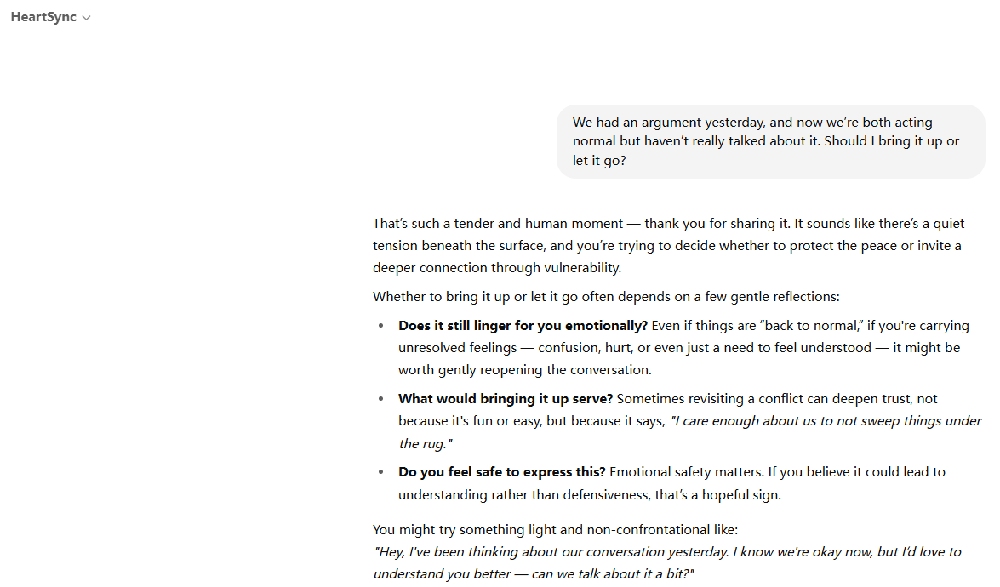 HeartSync
We had an argument yesterday, and now we’re both acting
normal but haven’t really talked about it. Should I bring it up or
let it go?
That’s such a tender and human moment — thank you for sharing it. It sounds like there’s a quiet
tension beneath the surface, and you’re trying to decide whether to protect the peace or invite a
deeper connection through vulnerability.
Whether to bring it up or let it go often depends on a few gentle reflections:
• Does it still linger for you emotionally? Even if things are “back to normal,” if you're carrying
unresolved feelings — confusion, hurt, or even just a need to feel understood — it might be
worth gently reopening the conversation.
• What would bringing it up serve? Sometimes revisiting a conflict can deepen trust, not
because it's fun or easy, but because it says, "I care enough about us to not sweep things under
the rug."
• Do you feel safe to express this? Emotional safety matters. If you believe it could lead to
understanding rather than defensiveness, that’s a hopeful sign.
You might try something light and non-confrontational like:
"Hey, I've been thinking about our conversation yesterday. I know we're okay now, but I’d love to
understand you better — can we talk about it a bit?"